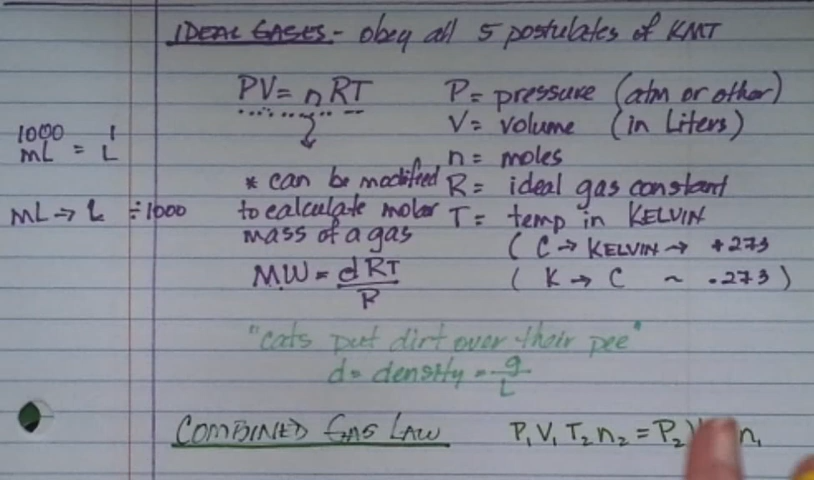 IDEAL GASES - obey all 5 postulates of KMT
PV = nRT
P = pressure (atm or other)
V = volume (in Liters)
1000 mL = 1 L
n = moles
* can be modified
R = ideal gas constant
mL → L ÷1000
to calculate molar
T = temp in KELVIN
mass of a gas
( C → KELVIN → +273
MW = dRT / P
( K → C ~ -273 )
"cats put dirt over their pee"
d = density = g / L
COMBINED GAS LAW P₁V₁T₂n₂ = P₂ n₁